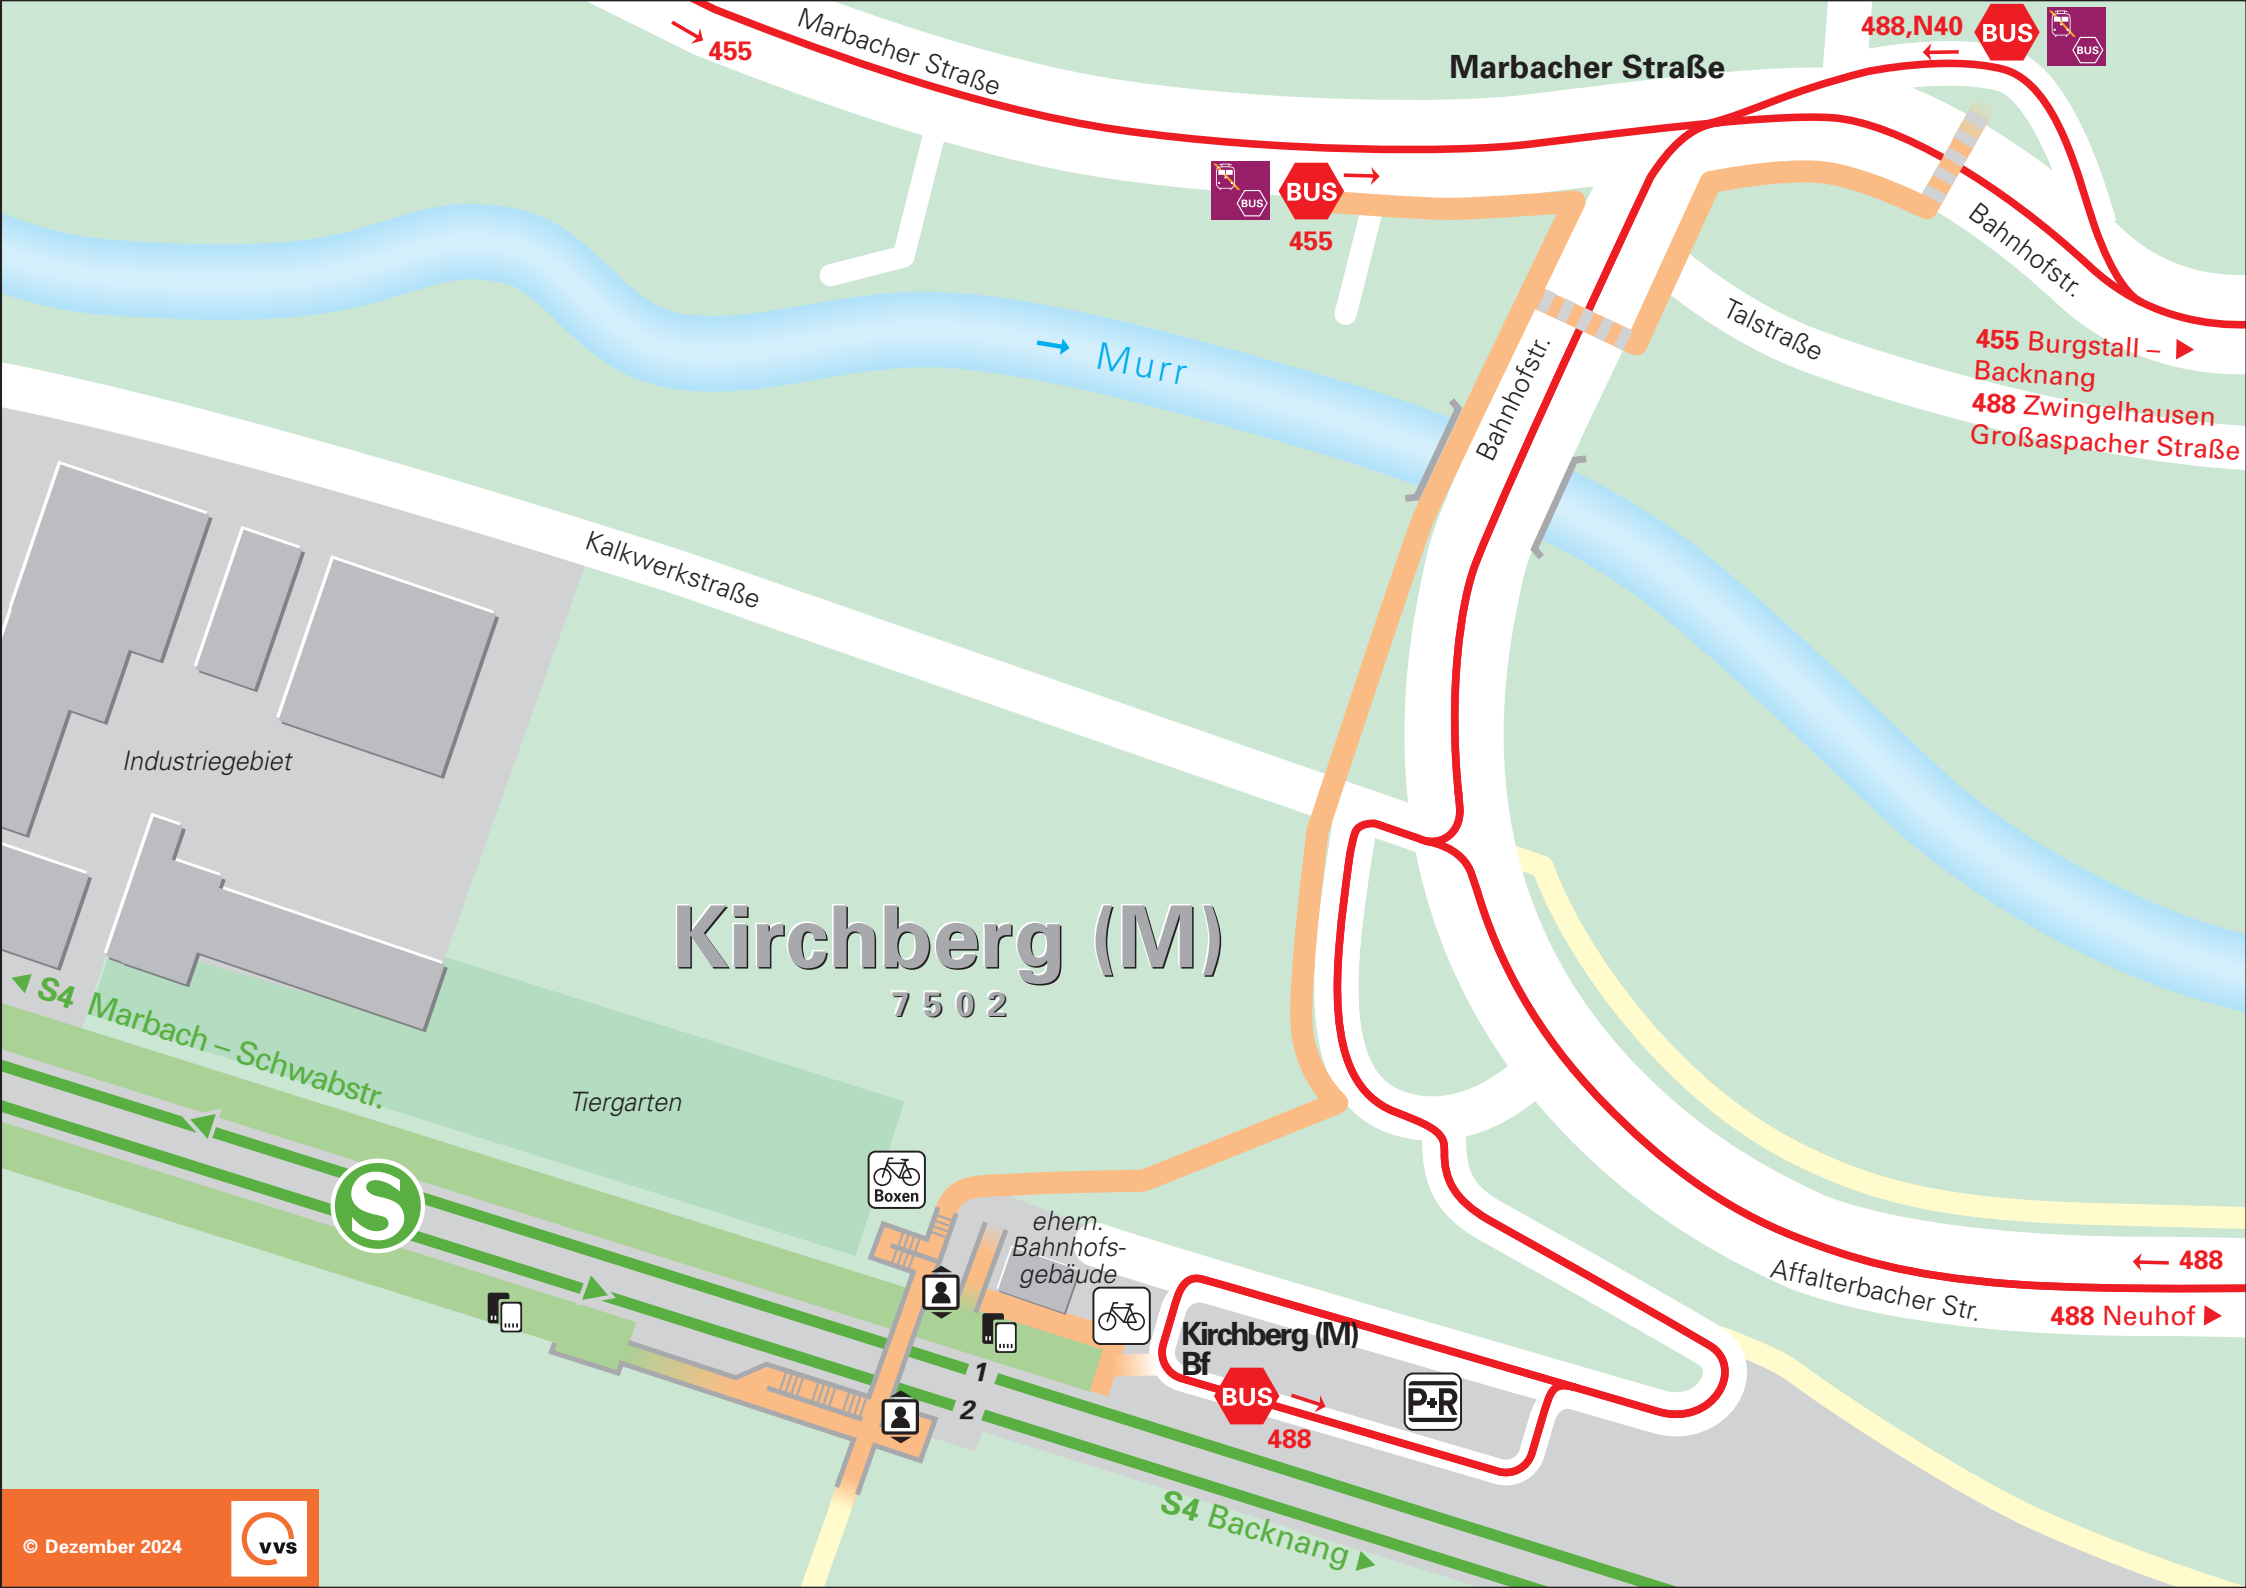 488,N40
BUS
BUS
455
Marbacher Straße
Marbacher Straße
BUS
BUS
455
Bahnhofstr.
Talstraße
455 Burgstall –
Backnang
488 Zwingelhausen
Großaspacher Straße
Murr
Bahnhofstr.
Kalkwerkstraße
Industriegebiet
Kirchberg (M)
7502
S4 Marbach – Schwabstr.
Tiergarten
S
Boxen
ehem.
Bahnhofs-
gebäude
488
Affalterbacher Str.
488 Neuhof
Kirchberg (M)
Bf
BUS
488
P+R
1
2
S4 Backnang
© Dezember 2024
vvs